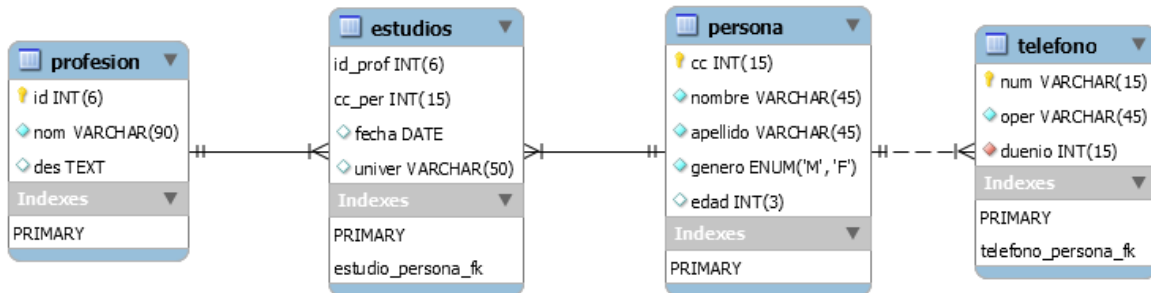 profesion
id INT(6)
nom VARCHAR(90)
des TEXT
Indexes
PRIMARY
estudios
id_prof INT(6)
cc_per INT(15)
fecha DATE
univer VARCHAR(50)
Indexes
PRIMARY
estudio_persona_fk
persona
cc INT(15)
nombre VARCHAR(45)
apellido VARCHAR(45)
genero ENUM('M', 'F')
edad INT(3)
Indexes
PRIMARY
telefono
num VARCHAR(15)
oper VARCHAR(45)
duenio INT(15)
Indexes
PRIMARY
telefono_persona_fk